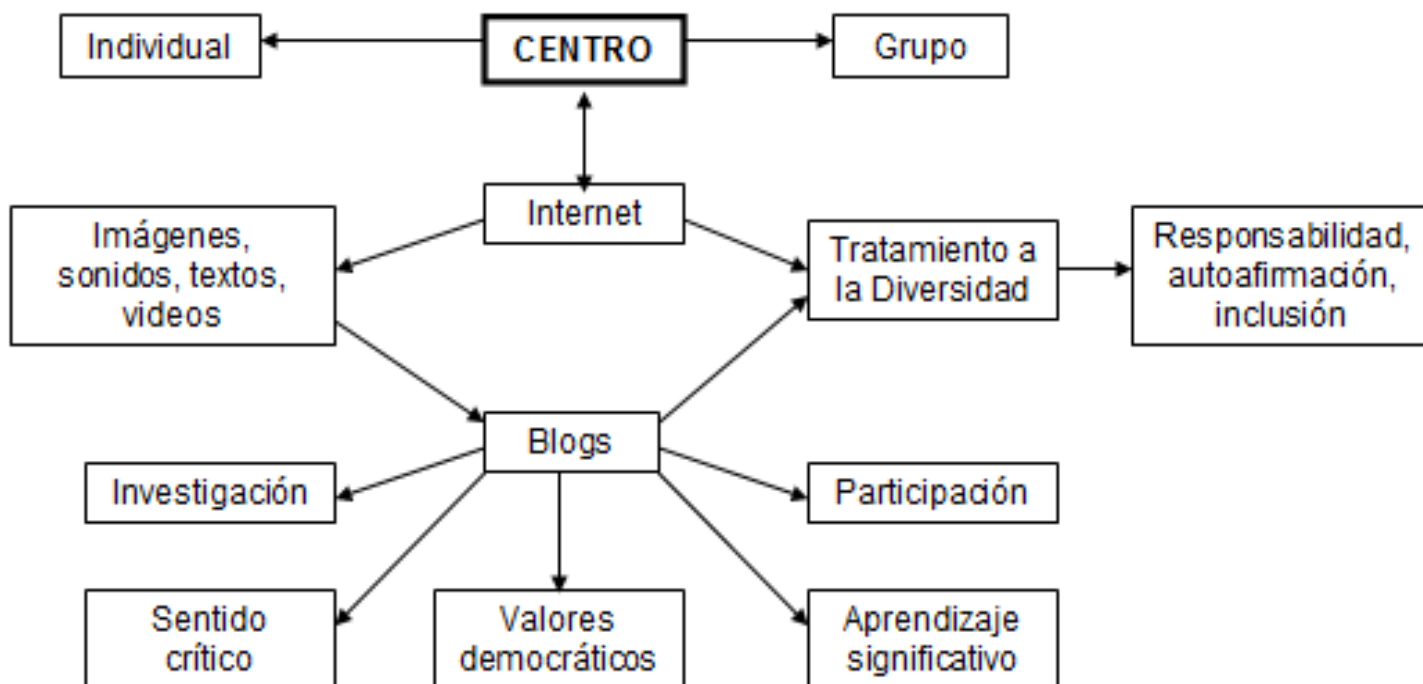 Individual
CENTRO
Grupo
Internet
Imágenes,
sonidos, textos,
videos
Tratamiento a
la Diversidad
Responsabilidad,
autoafirmación,
inclusión
Blogs
Investigación
Participación
Sentido
crítico
Valores
democráticos
Aprendizaje
significativo